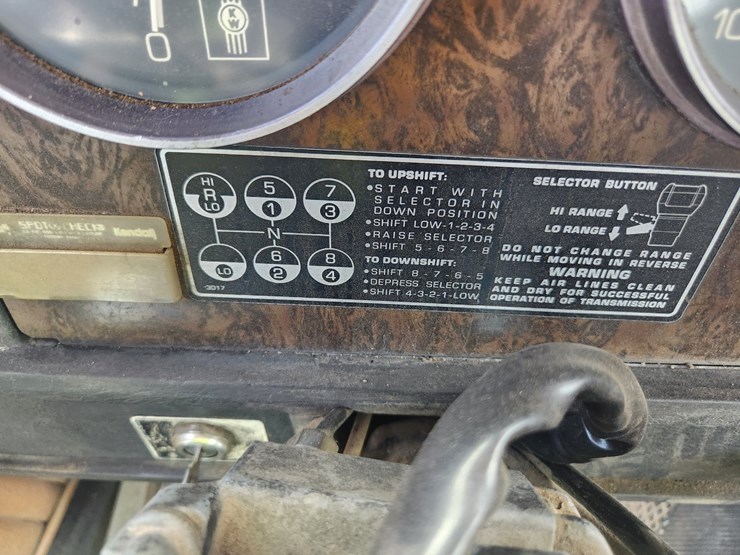 0
KW
10
SPOT CHECK
Kendall
HI
R
LO
5
1
7
3
N
LO
6
2
8
4
3017
TO UPSHIFT:
•START WITH
SELECTOR IN
DOWN POSITION
•SHIFT LOW-1-2-3-4
•RAISE SELECTOR
•SHIFT 5-6-7-8
TO DOWNSHIFT:
•SHIFT 8-7-6-5
•DEPRESS SELECTOR
•SHIFT 4-3-2-1-LOW
SELECTOR BUTTON
HI RANGE
LO RANGE
DO NOT CHANGE RANGE
WHILE MOVING IN REVERSE
WARNING
KEEP AIR LINES CLEAN
AND DRY FOR SUCCESSFUL
OPERATION OF TRANSMISSION